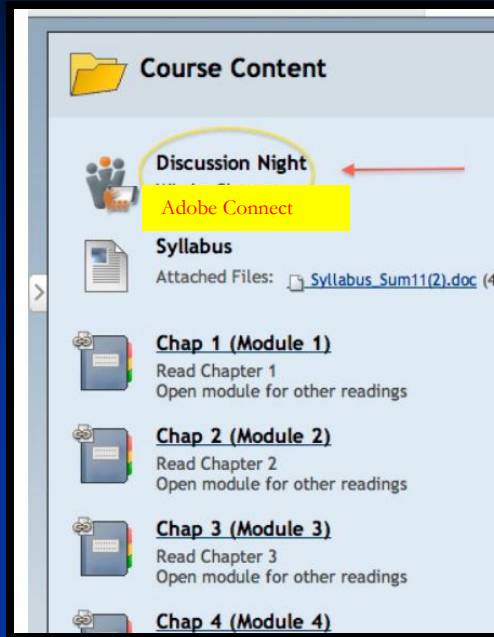 Course Content
Discussion Night
Adobe Connect
Syllabus
Attached Files: Syllabus_Sum11(2).doc (4
Chap 1 (Module 1)
Read Chapter 1
Open module for other readings
Chap 2 (Module 2)
Read Chapter 2
Open module for other readings
Chap 3 (Module 3)
Read Chapter 3
Open module for other readings
Chap 4 (Module 4)